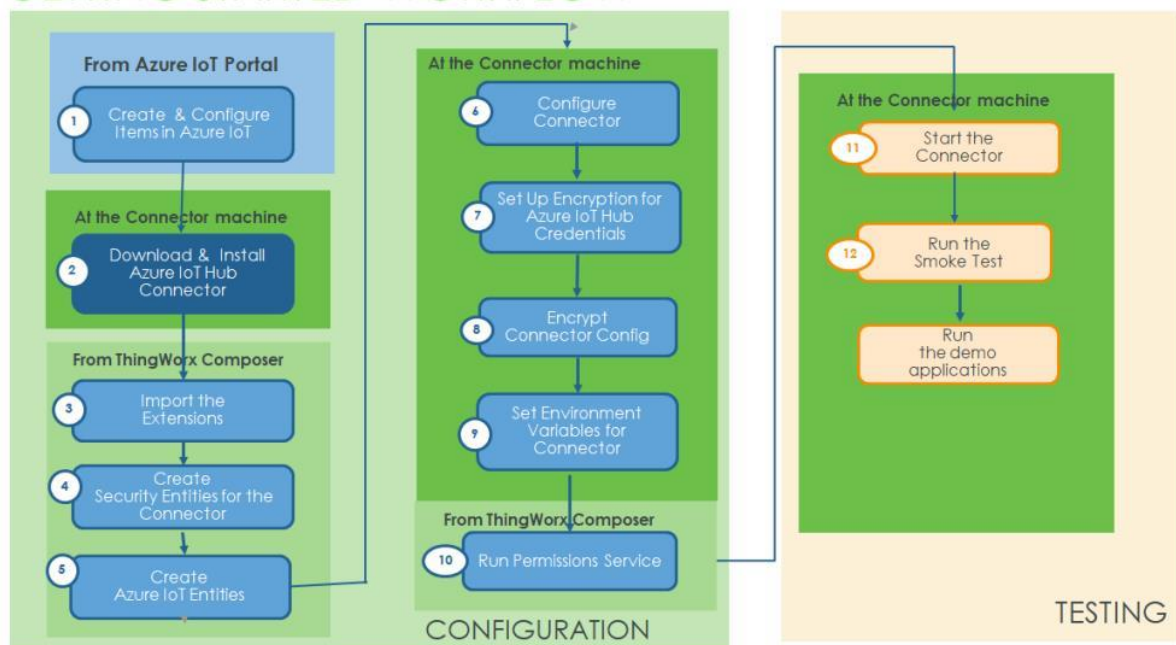 From Azure IoT Portal
1
Create & Configure
Items in Azure IoT
At the Connector machine
2
Download & Install
Azure IoT Hub
Connector
From ThingWorx Composer
3
Import the
Extensions
4
Create
Security Entities for the
Connector
5
Create
Azure IoT Entities
At the Connector machine
6
Configure
Connector
7
Set Up Encryption for
Azure IoT Hub
Credentials
8
Encrypt
Connector Config
9
Set Environment
Variables for
Connector
From ThingWorx Composer
10
Run Permissions Service
CONFIGURATION
At the Connector machine
11
Start the
Connector
12
Run the
Smoke Test
Run
the demo
applications
TESTING